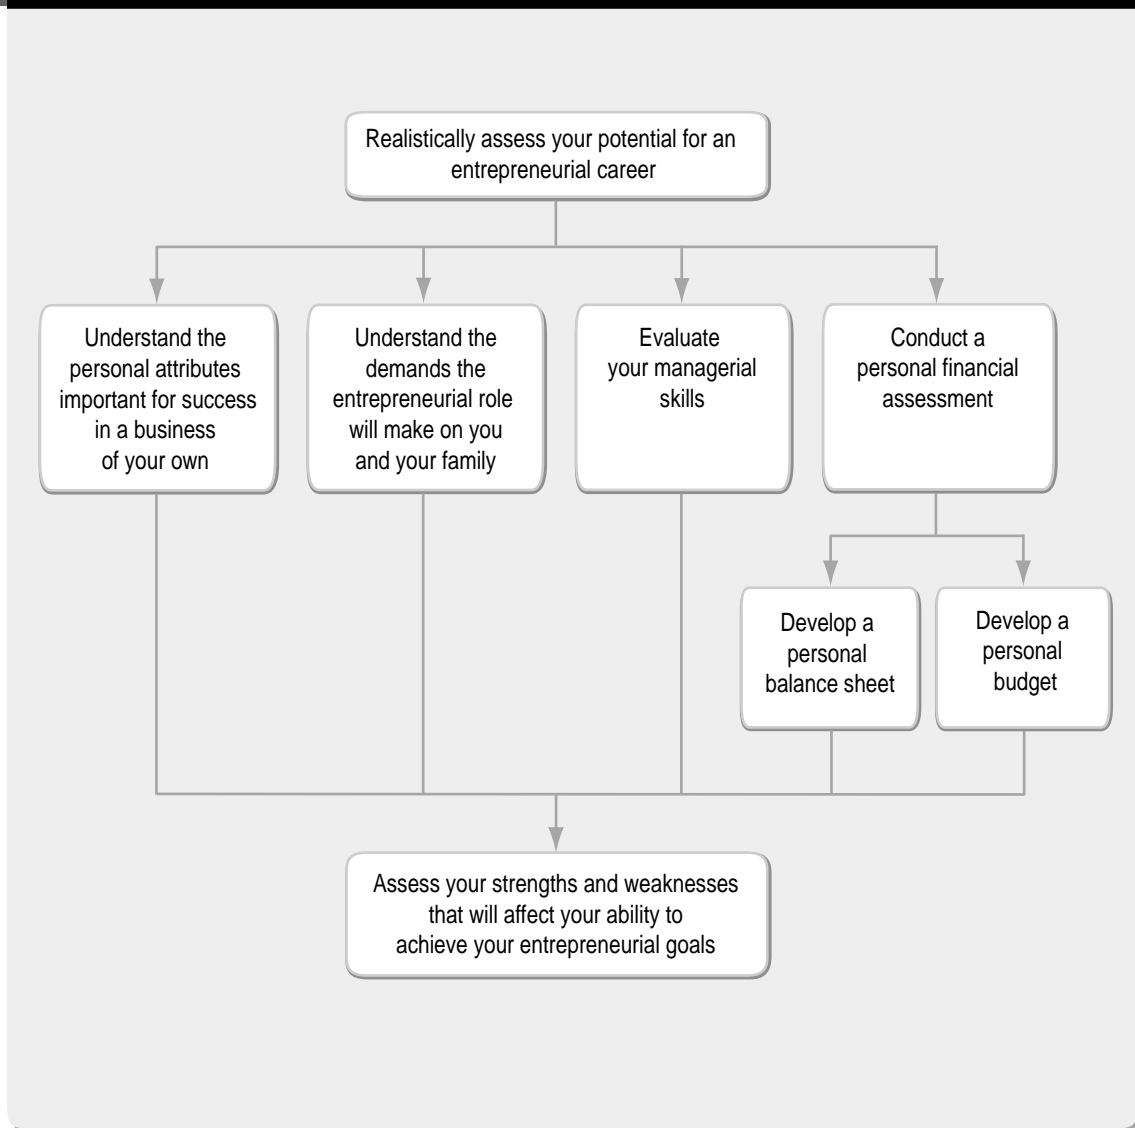 Realistically assess your potential for an
entrepreneurial career
Understand the
personal attributes
important for success
in a business
of your own
Understand the
demands the
entrepreneurial role
will make on you
and your family
Evaluate
your managerial
skills
Conduct a
personal financial
assessment
Develop a
personal
balance sheet
Develop a
personal
budget
Assess your strengths and weaknesses
that will affect your ability to
achieve your entrepreneurial goals